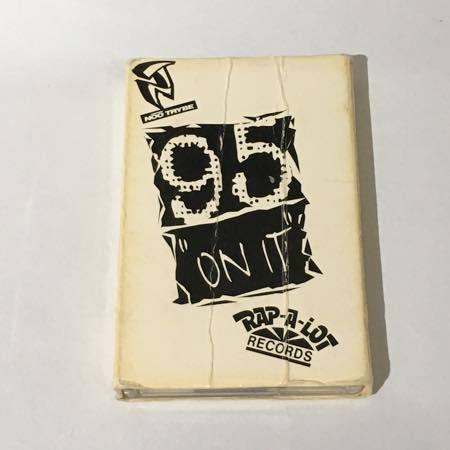 NOO TRYBE
95
"ON IT"
RAP-A-LOT
RECORDS